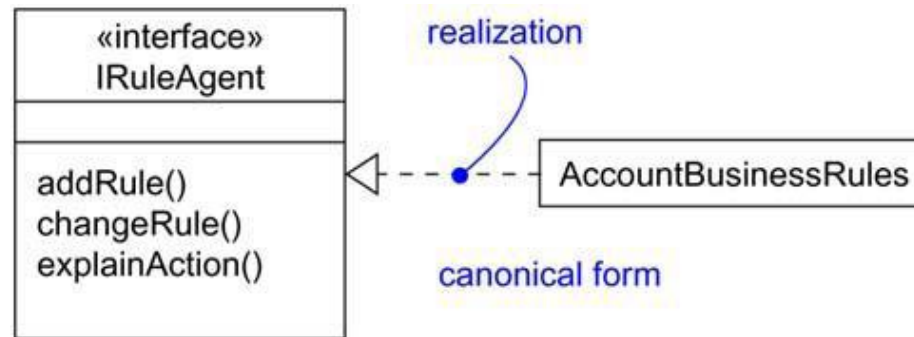 «interface»
IRuleAgent
addRule()
changeRule()
explainAction()
realization
AccountBusinessRules
canonical form